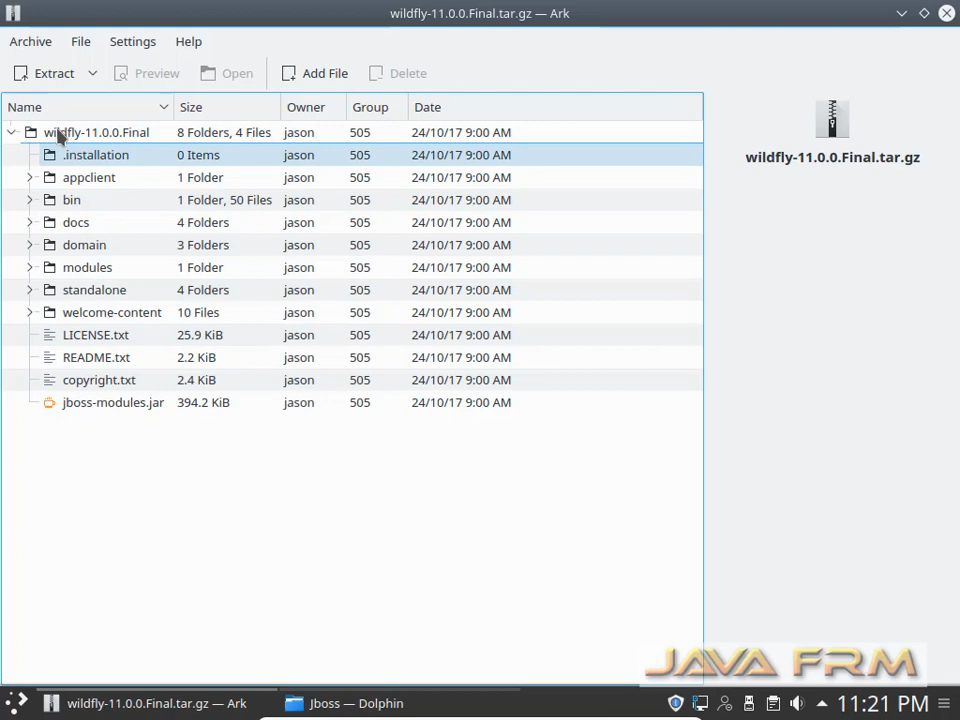 wildfly-11.0.0.Final.tar.gz — Ark
Archive File Settings Help
Extract Preview Open Add File Delete
Name Size Owner Group Date
wildfly-11.0.0.Final 8 Folders, 4 Files jason 505 24/10/17 9:00 AM
.installation 0 Items jason 505 24/10/17 9:00 AM
appclient 1 Folder jason 505 24/10/17 9:00 AM
bin 1 Folder, 50 Files jason 505 24/10/17 9:00 AM
docs 4 Folders jason 505 24/10/17 9:00 AM
domain 3 Folders jason 505 24/10/17 9:00 AM
modules 1 Folder jason 505 24/10/17 9:00 AM
standalone 4 Folders jason 505 24/10/17 9:00 AM
welcome-content 10 Files jason 505 24/10/17 9:00 AM
LICENSE.txt 25.9 KiB jason 505 24/10/17 9:00 AM
README.txt 2.2 KiB jason 505 24/10/17 9:00 AM
copyright.txt 2.4 KiB jason 505 24/10/17 9:00 AM
jboss-modules.jar 394.2 KiB jason 505 24/10/17 9:00 AM
wildfly-11.0.0.Final.tar.gz
JAVA FRM
wildfly-11.0.0.Final.tar.gz — Ark Jboss — Dolphin 11:21 PM